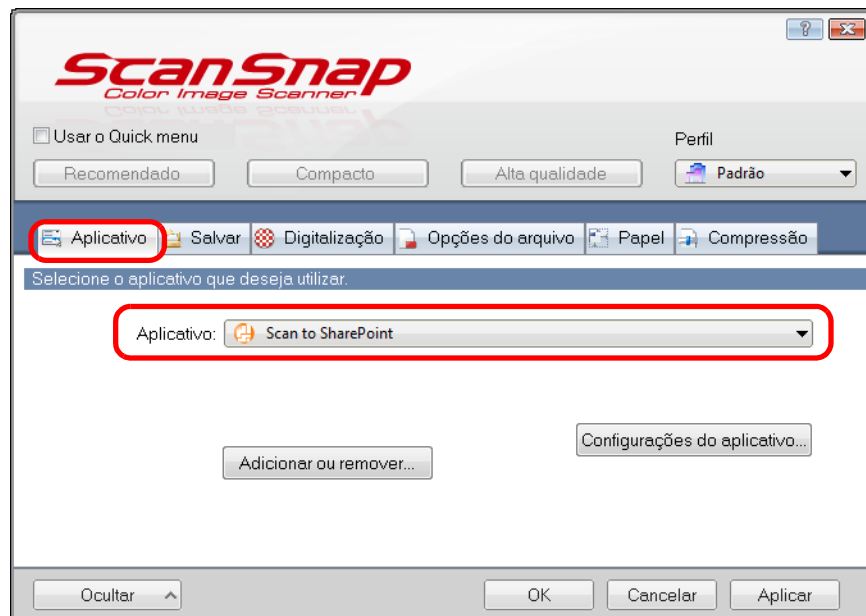 ScanSnap
Color Image Scanner
Usar o Quick menu
Perfil
Recomendado Compacto Alta qualidade Padrão
Aplicativo Salvar Digitalização Opções do arquivo Papel Compressão
Selecione o aplicativo que deseja utilizar.
Aplicativo: Scan to SharePoint
Configurações do aplicativo...
Adicionar ou remover...
Ocultar OK Cancelar Aplicar